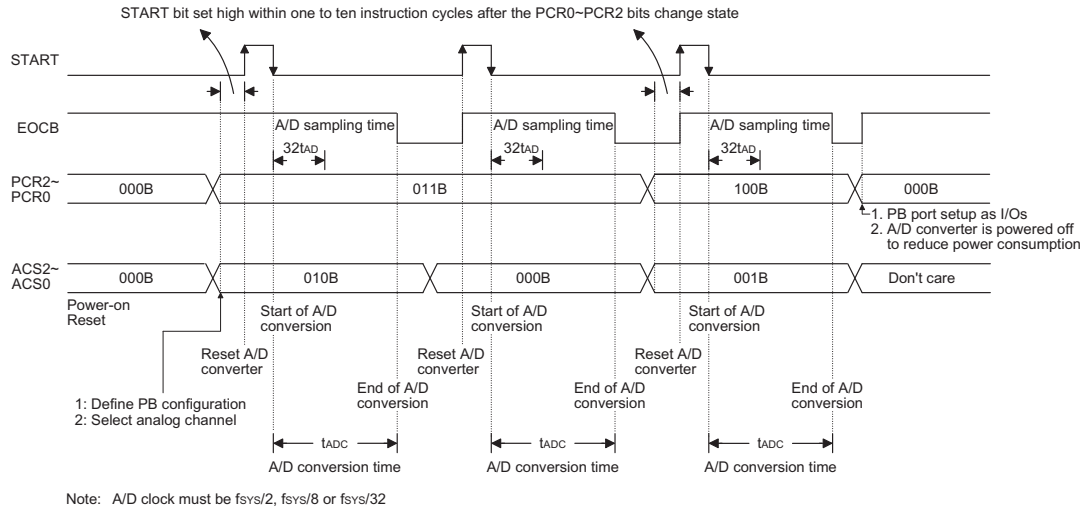 START bit set high within one to ten instruction cycles after the PCR0~PCR2 bits change state
START
EOCB
A/D sampling time
A/D sampling time
A/D sampling time
32tAD
32tAD
32tAD
PCR2~
PCR0
000B
011B
100B
000B
1. PB port setup as I/Os
2. A/D converter is powered off
to reduce power consumption
ACS2~
ACS0
000B
010B
000B
001B
Don't care
Power-on
Reset
Start of A/D
conversion
Start of A/D
conversion
Start of A/D
conversion
Reset A/D
converter
Reset A/D
converter
Reset A/D
converter
1: Define PB configuration
2: Select analog channel
End of A/D
conversion
End of A/D
conversion
End of A/D
conversion
tADC
tADC
tADC
A/D conversion time
A/D conversion time
A/D conversion time
Note: A/D clock must be fSYS/2, fSYS/8 or fSYS/32